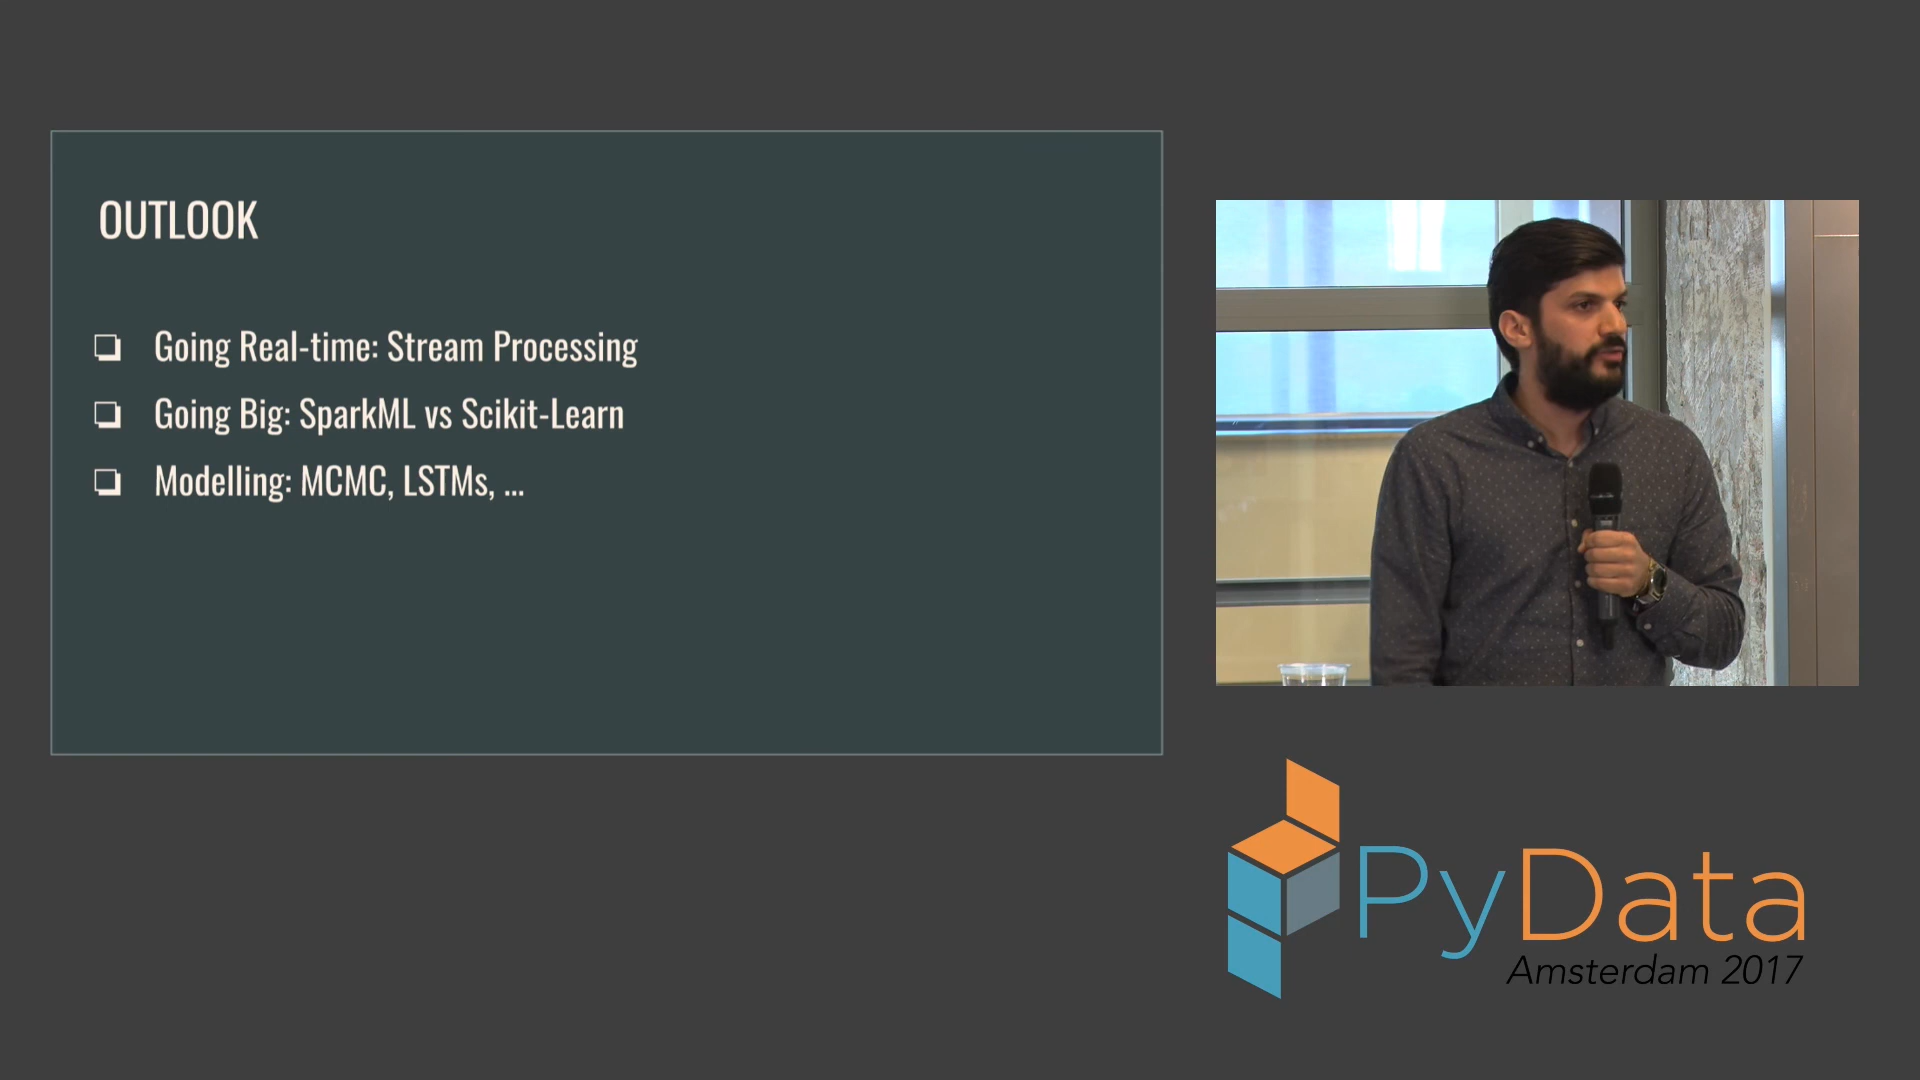 OUTLOOK
❏ Going Real-time: Stream Processing
❏ Going Big: SparkML vs Scikit-Learn
❏ Modelling: MCMC, LSTMs, ...
PyData
Amsterdam 2017